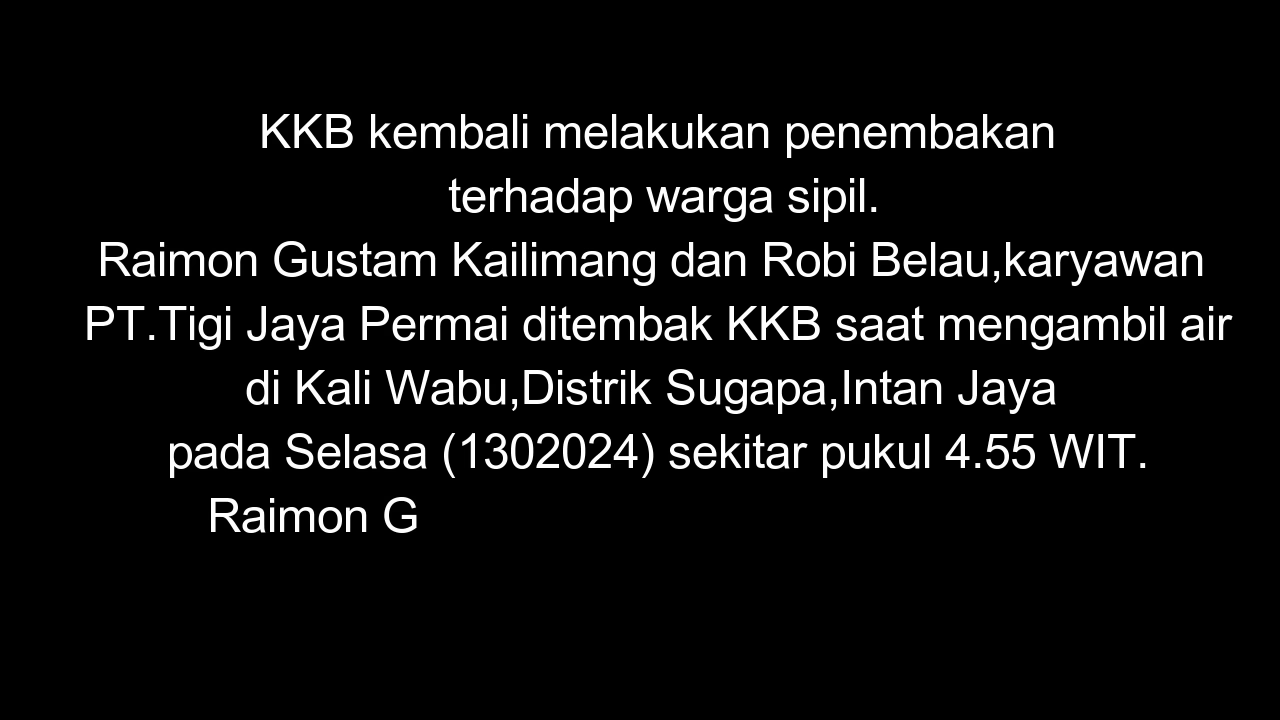 KKB kembali melakukan penembakan
terhadap warga sipil.
Raimon Gustam Kailimang dan Robi Belau,karyawan
PT.Tigi Jaya Permai ditembak KKB saat mengambil air
di Kali Wabu,Distrik Sugapa,Intan Jaya
pada Selasa (1302024) sekitar pukul 4.55 WIT.
Raimon G